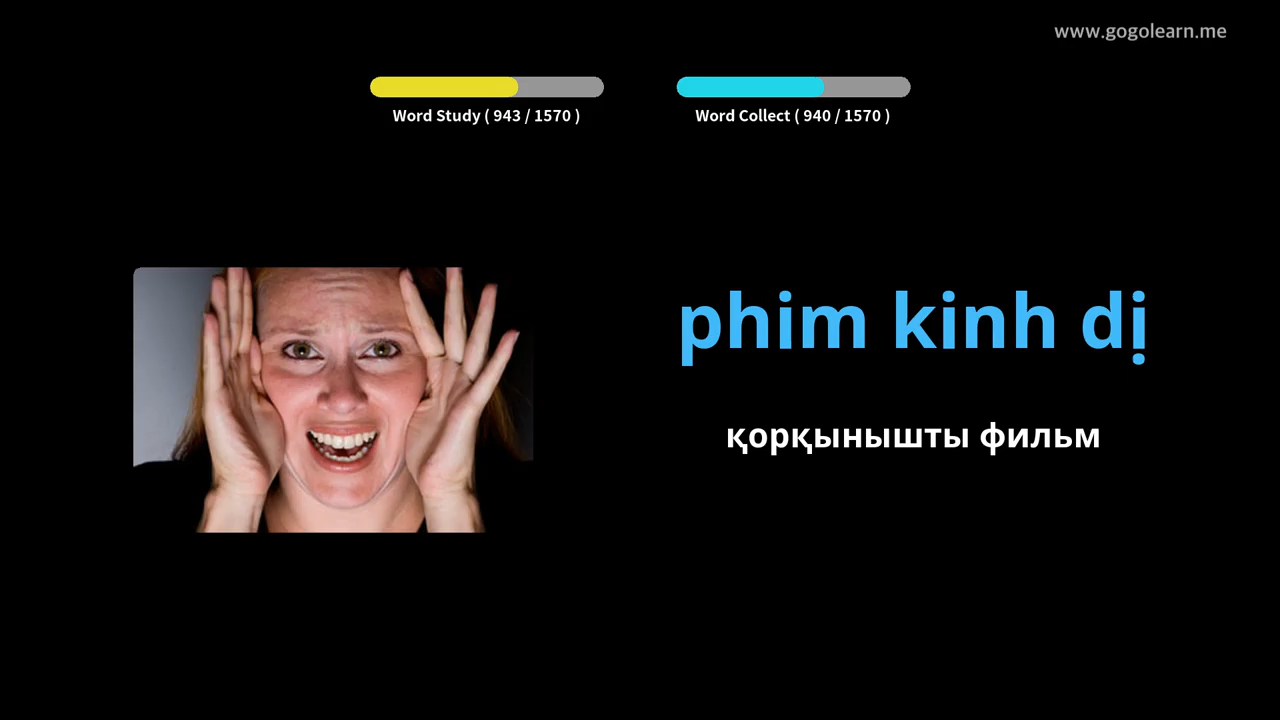 www.gogolearn.me
Word Study ( 943 / 1570 )
Word Collect ( 940 / 1570 )
phim kinh dị
қорқынышты фильм